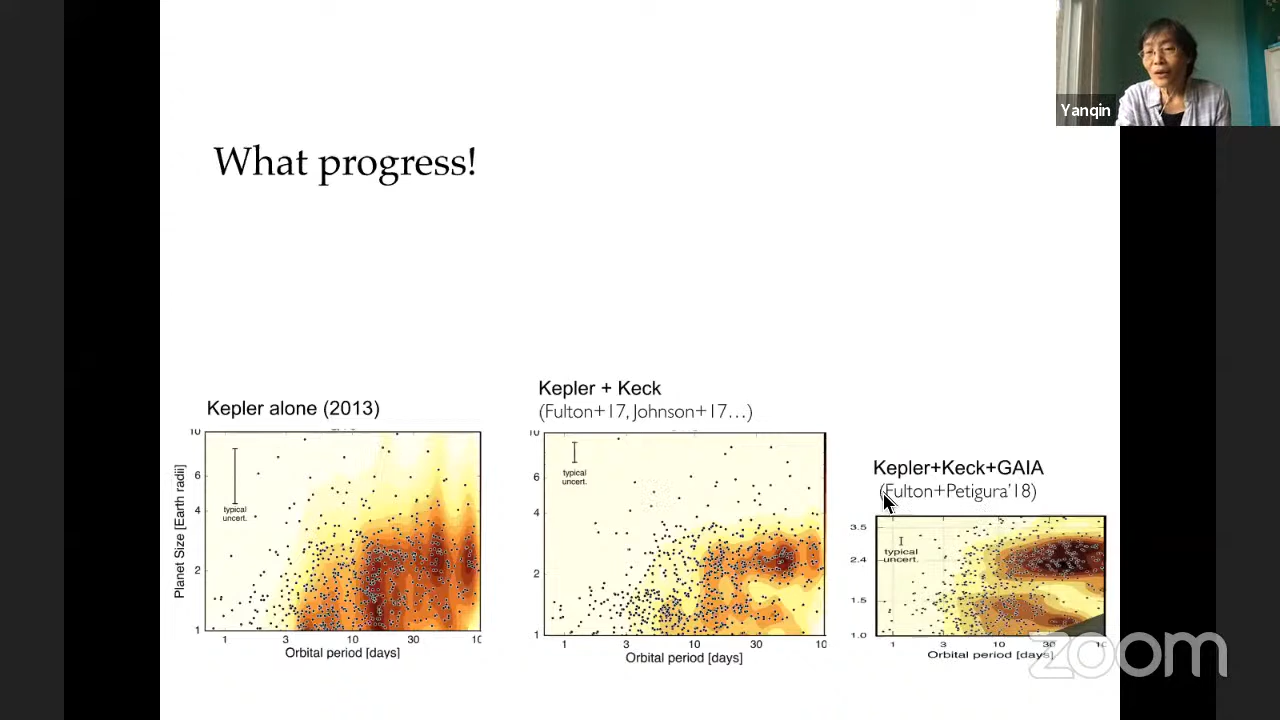 Yanqin
What progress!
Kepler alone (2013)
10
6
4
2
1
Planet Size [Earth radii]
typical
uncert.
1 3 10 30 10
Orbital period [days]
Kepler + Keck
(Fulton+17, Johnson+17...)
10
6
4
2
1
typical
uncert.
1 3 10 30 10
Orbital period [days]
Kepler+Keck+GAIA
(Fulton+Petigura'18)
3.5
2.4
1.5
1.0
typical
uncert.
1 3 10 30 10
Orbital period [days]
zoom